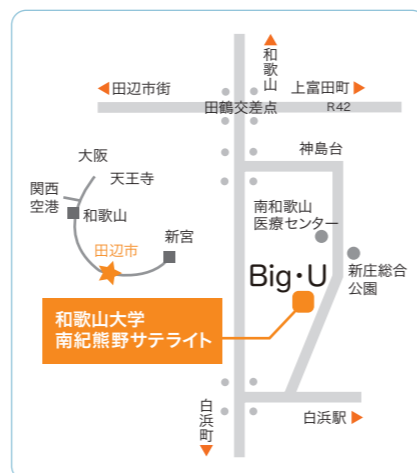 和歌山
田辺市街
上富田町
田鶴交差点
R42
神島台
大阪
天王寺
関西
空港
和歌山
田辺市
新宮
南和歌山
医療センター
新庄総合
公園
Big・U
和歌山大学
南紀熊野サテライト
白浜町
白浜駅